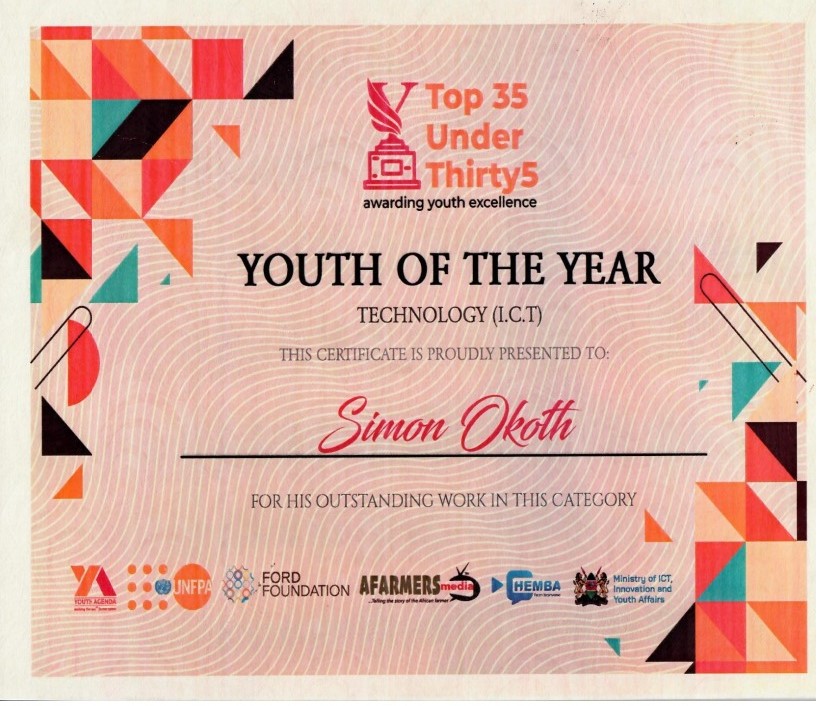 Top 35
Under
Thirty5
awarding youth excellence
YOUTH OF THE YEAR
TECHNOLOGY (I.C.T)
THIS CERTIFICATE IS PROUDLY PRESENTED TO:
Simon Okoth
FOR HIS OUTSTANDING WORK IN THIS CATEGORY
YA
YOUTH AGENDA
UNFPA
FORD
FOUNDATION
AFARMERS media
...Telling the story of the African farmer
CHEMBA
Ministry of ICT,
Innovation and
Youth Affairs